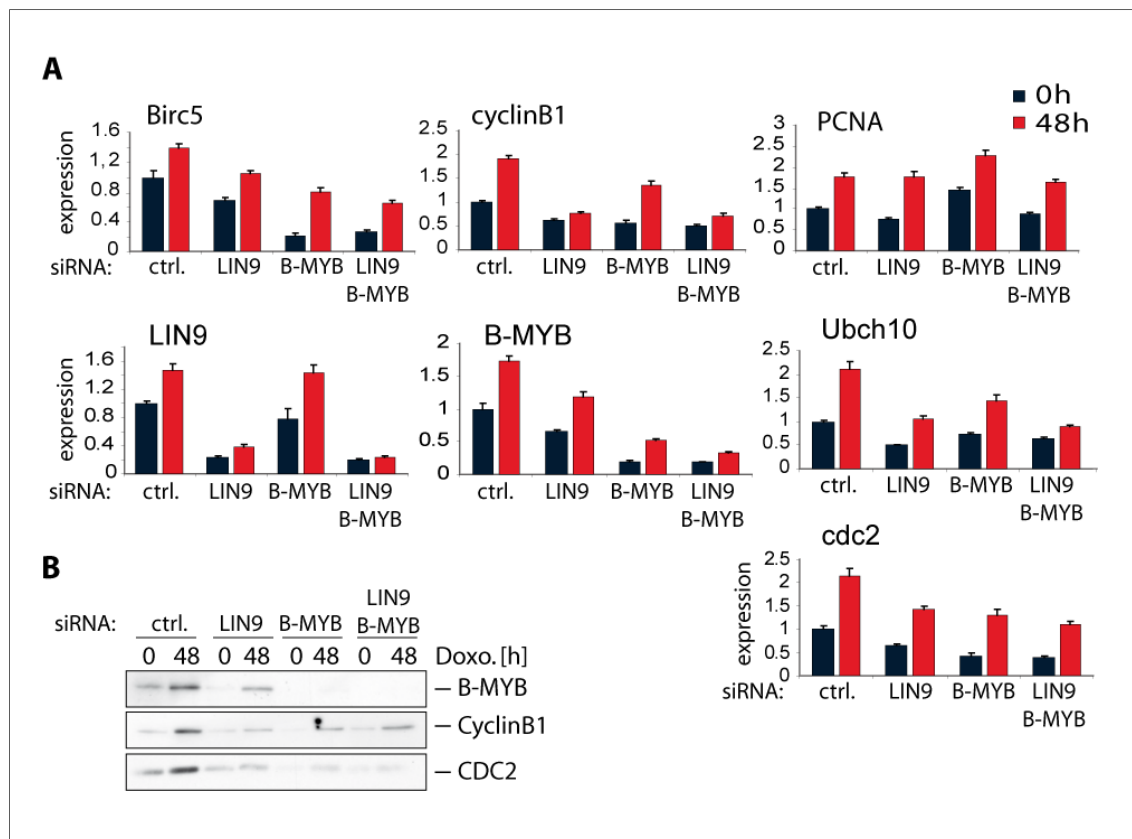 A
Birc5
cyclinB1
PCNA
0h
48h
expression
1.6
1.2
0.8
0.4
0
2.5
2
1.5
1
0.5
0
3
2.5
2
1.5
1
0.5
0
siRNA:
ctrl.
LIN9
B-MYB
LIN9
B-MYB
ctrl.
LIN9
B-MYB
LIN9
B-MYB
ctrl.
LIN9
B-MYB
LIN9
B-MYB
LIN9
B-MYB
Ubch10
expression
1.6
1.2
0.8
0.4
0
2
1.5
1
0.5
0
2.5
2
1.5
1
0.5
0
siRNA:
ctrl.
LIN9
B-MYB
LIN9
B-MYB
ctrl.
LIN9
B-MYB
LIN9
B-MYB
ctrl.
LIN9
B-MYB
LIN9
B-MYB
cdc2
expression
2.5
2
1.5
1
0.5
0
siRNA:
ctrl.
LIN9
B-MYB
LIN9
B-MYB
B
siRNA:
ctrl.
LIN9
B-MYB
LIN9
B-MYB
0 48 0 48 0 48 0 48 Doxo. [h]
– B-MYB
– CyclinB1
– CDC2